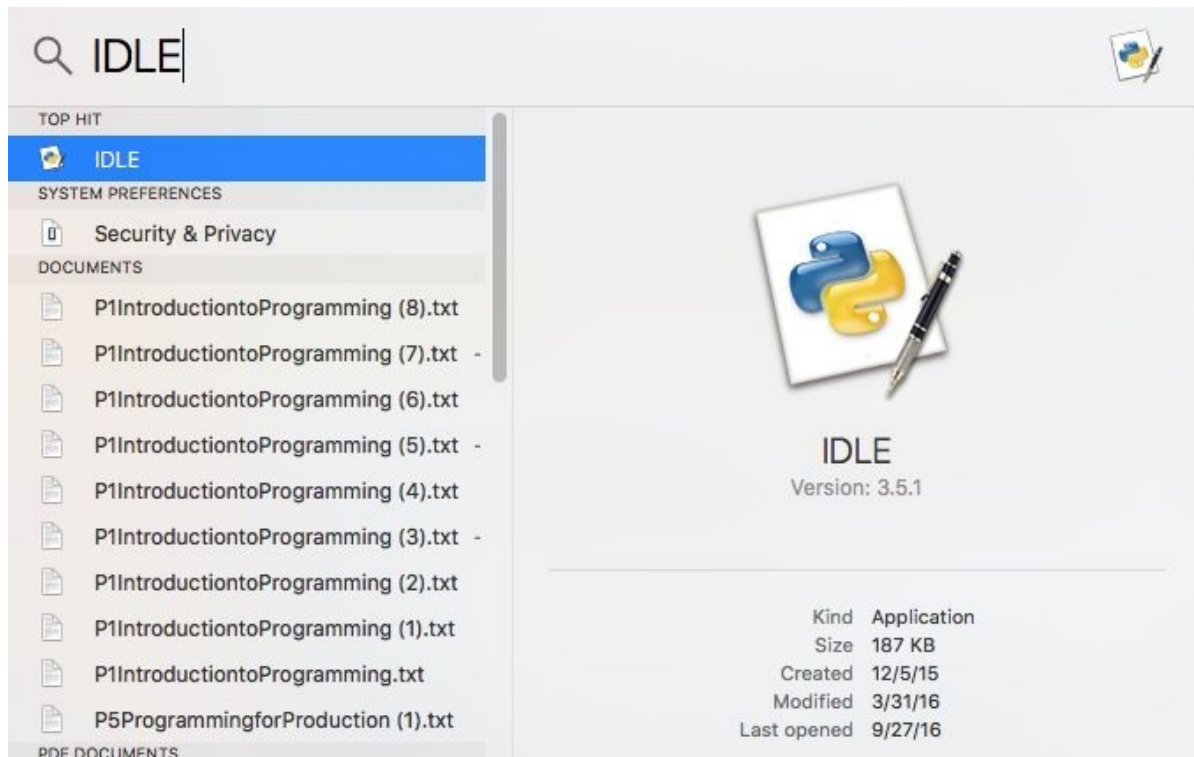 IDLE
TOP HIT
IDLE
SYSTEM PREFERENCES
Security & Privacy
DOCUMENTS
P1IntroductiontoProgramming (8).txt
P1IntroductiontoProgramming (7).txt -
P1IntroductiontoProgramming (6).txt
P1IntroductiontoProgramming (5).txt -
P1IntroductiontoProgramming (4).txt
P1IntroductiontoProgramming (3).txt -
P1IntroductiontoProgramming (2).txt
P1IntroductiontoProgramming (1).txt
P1IntroductiontoProgramming.txt
P5ProgrammingforProduction (1).txt
PDF DOCUMENTS
IDLE
Version: 3.5.1
Kind Application
Size 187 KB
Created 12/5/15
Modified 3/31/16
Last opened 9/27/16